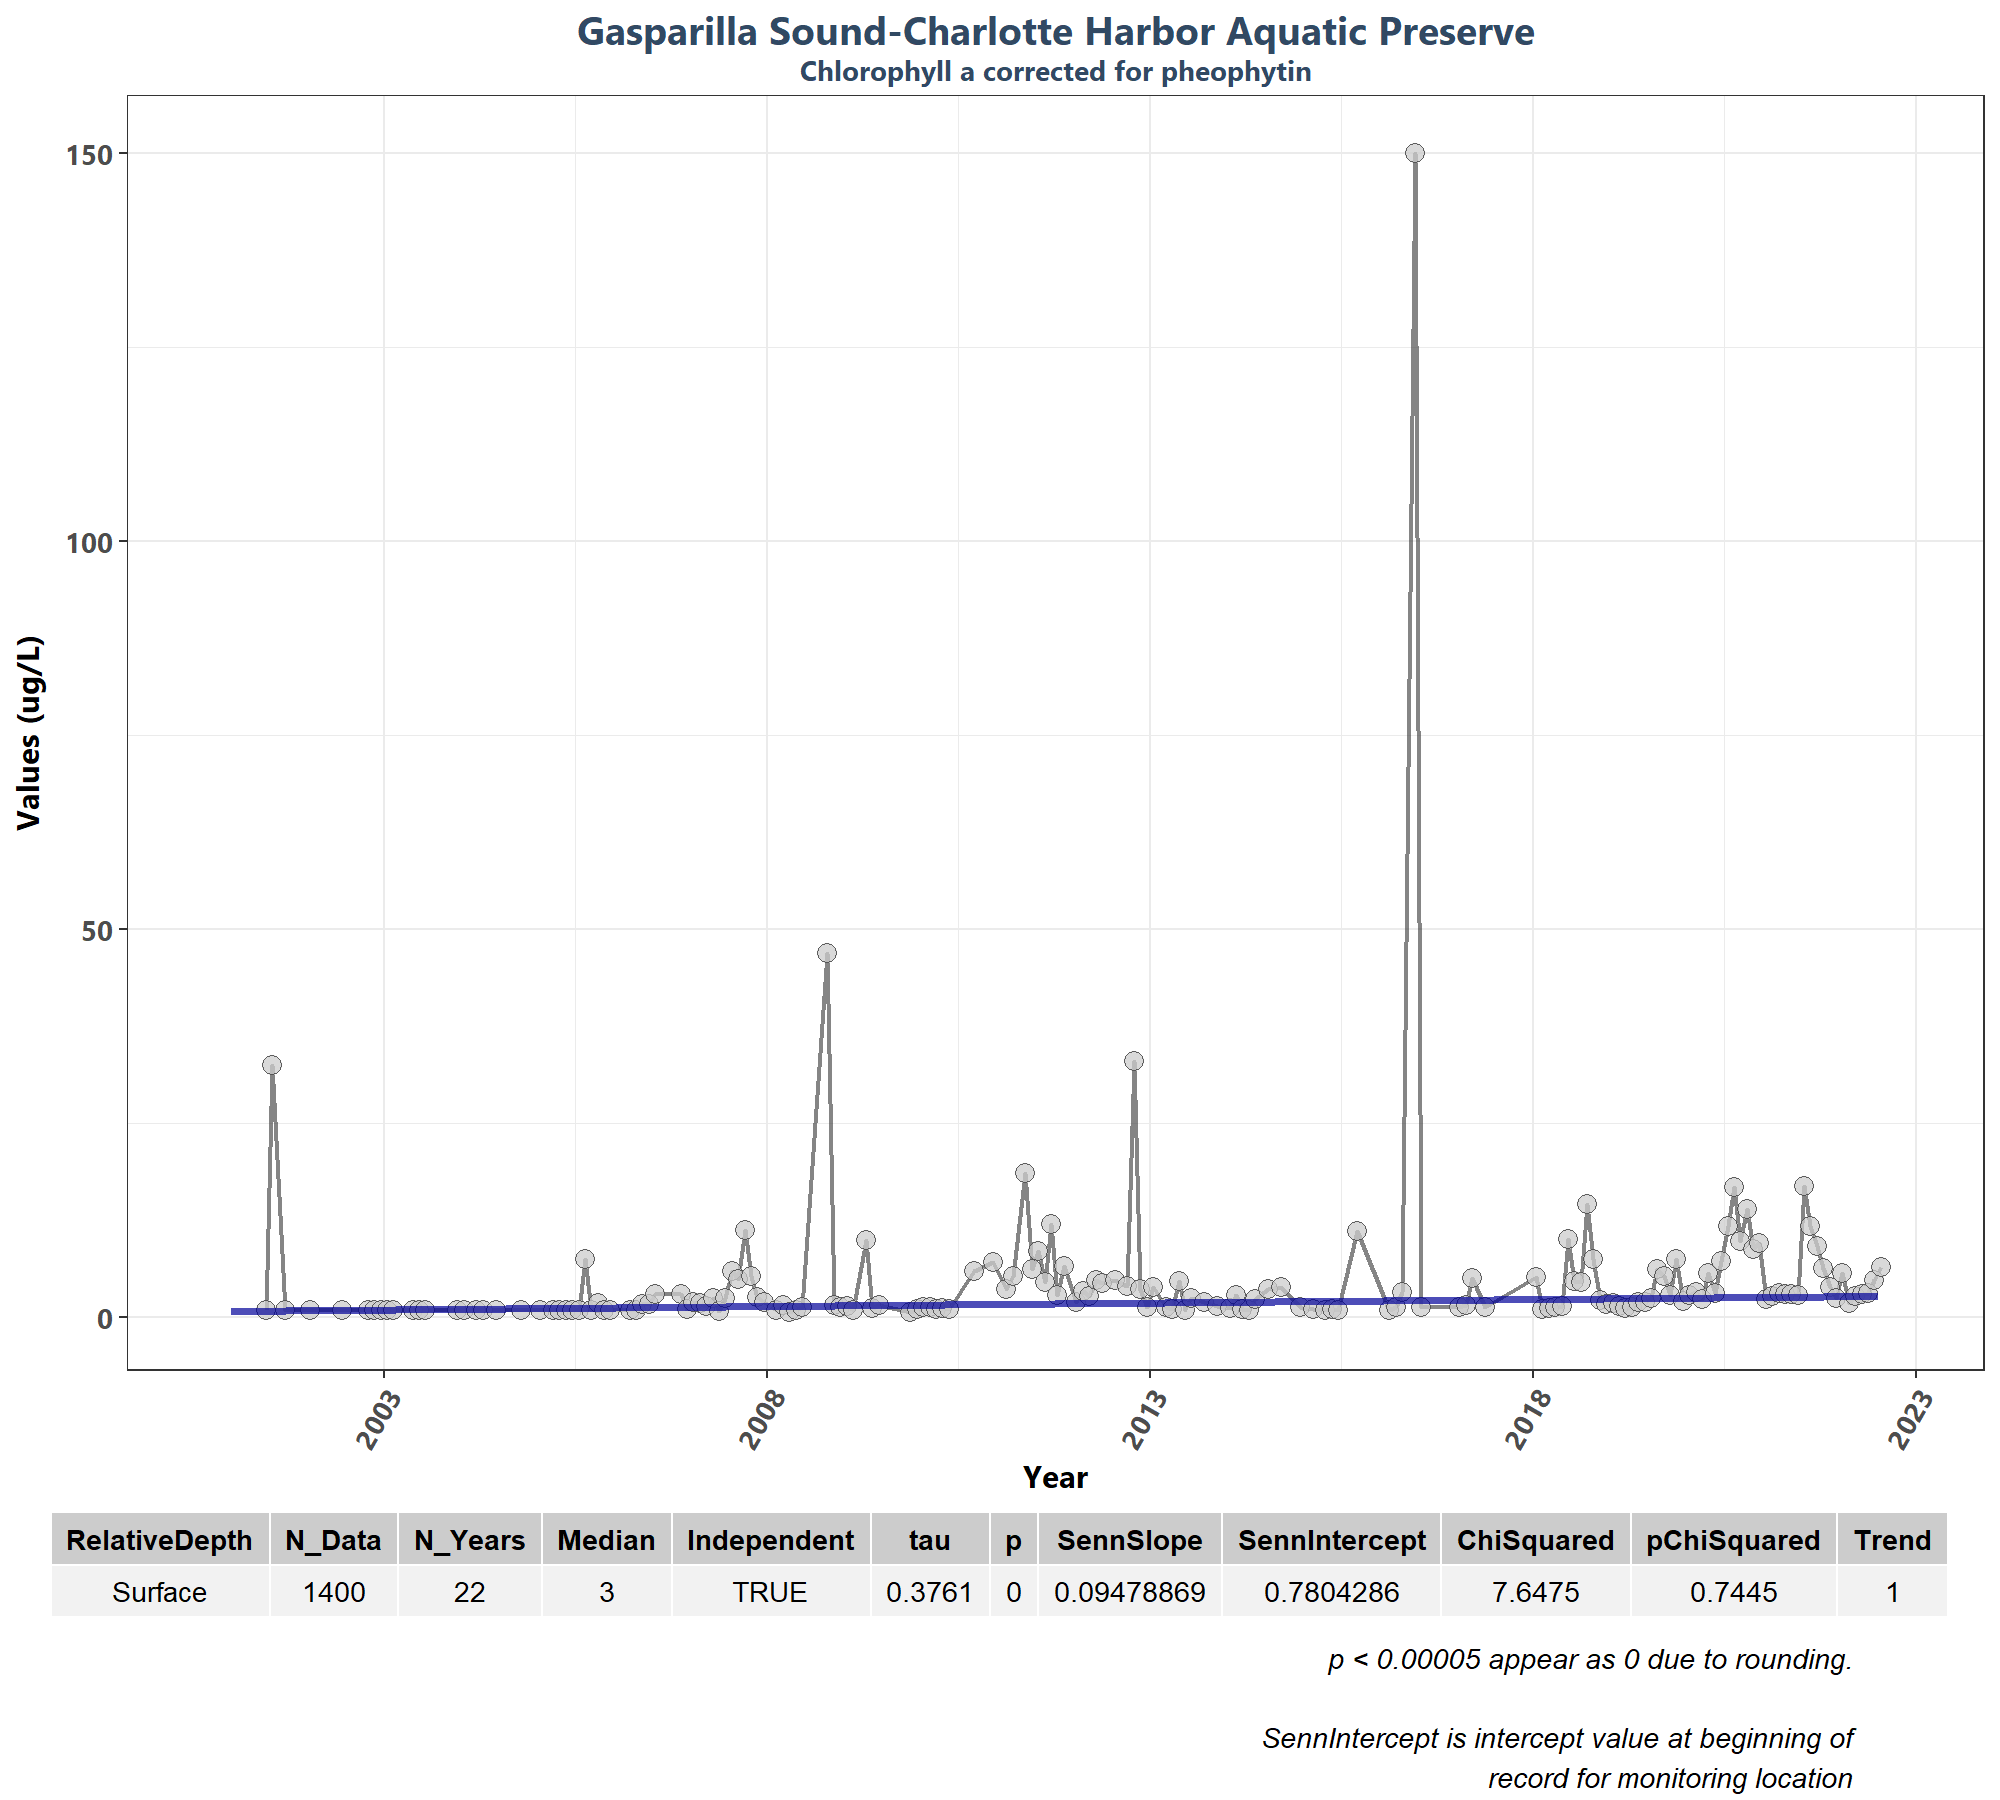 Gasparilla Sound-Charlotte Harbor Aquatic Preserve
Chlorophyll a corrected for pheophytin
Values (ug/L)
150
100
50
0
2003 2008 2013 2018 2023
Year
RelativeDepth N_Data N_Years Median Independent tau p SennSlope SennIntercept ChiSquared pChiSquared Trend
Surface 1400 22 3 TRUE 0.3761 0 0.09478869 0.7804286 7.6475 0.7445 1
p < 0.00005 appear as 0 due to rounding.
SennIntercept is intercept value at beginning of
record for monitoring location